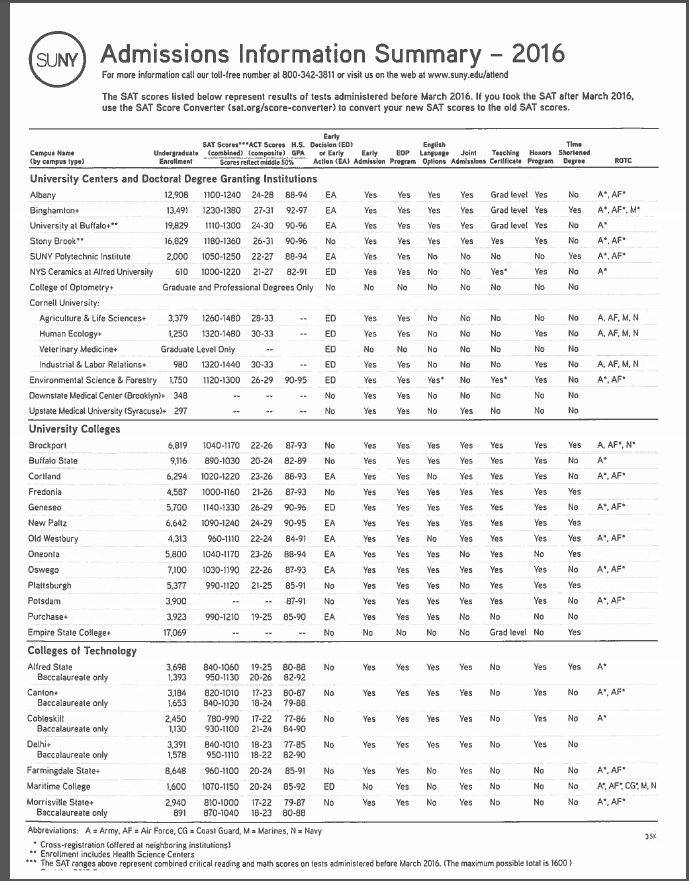 SUNY
Admissions Information Summary – 2016
For more information call our toll-free number at 800-342-3811 or visit us on the web at www.suny.edu/attend
The SAT scores listed below represent results of tests administered before March 2016. If you took the SAT after March 2016,
use the SAT Score Converter (sat.org/score-converter) to convert your new SAT scores to the old SAT scores.
Campus Name (by campus type) Undergraduate Enrollment SAT Scores*** (combined) ACT Scores (composite) H.S. GPA Scores reflect middle 50% Early Decision (ED) or Early Action (EA) Early Admission EOP Program English Language Options Joint Admissions Teaching Certificate Honors Program Time Shortened Degree ROTC
University Centers and Doctoral Degree Granting Institutions
Albany 12,908 1100-1240 24-28 88-94 EA Yes Yes Yes Yes Grad level Yes No A*, AF*
Binghamton+ 13,491 1230-1380 27-31 92-97 EA Yes Yes Yes Yes Grad level Yes Yes A*, AF*, M*
University at Buffalo+** 19,829 1110-1300 24-30 90-96 EA Yes Yes Yes Yes Grad level Yes No A*
Stony Brook** 16,829 1180-1360 26-31 90-96 No Yes Yes Yes Yes Yes Yes No A*, AF*
SUNY Polytechnic Institute 2,000 1050-1250 22-27 88-94 EA Yes Yes No No No No Yes A*, AF*
NYS Ceramics at Alfred University 610 1000-1220 21-27 82-91 ED Yes Yes No No Yes* Yes No A*
College of Optometry+ Graduate and Professional Degrees Only No No No No No No No No
Cornell University:
Agriculture & Life Sciences+ 3,379 1260-1480 28-33 -- ED Yes Yes No No No No No A, AF, M, N
Human Ecology+ 1,250 1320-1480 30-33 -- ED Yes Yes No No No Yes No A, AF, M, N
Veterinary Medicine+ Graduate Level Only -- ED No No No No No No No
Industrial & Labor Relations+ 980 1320-1440 30-33 -- ED Yes Yes No No No Yes No A, AF, M, N
Environmental Science & Forestry 1,750 1120-1300 26-29 90-95 ED Yes Yes Yes* No Yes* Yes No A*, AF*
Downstate Medical Center (Brooklyn)+ 348 -- -- -- No Yes Yes No No No No No
Upstate Medical University (Syracuse)+ 297 -- -- -- No Yes Yes No Yes No No No
University Colleges
Brockport 6,819 1040-1170 22-26 87-93 No Yes Yes Yes Yes Yes Yes Yes A, AF*, N*
Buffalo State 9,116 890-1030 20-24 82-89 No Yes Yes Yes Yes Yes Yes No A*
Cortland 6,294 1020-1220 23-26 88-93 EA Yes Yes No Yes Yes Yes No A*, AF*
Fredonia 4,587 1000-1160 21-26 87-93 No Yes Yes Yes Yes Yes Yes Yes
Geneseo 5,700 1140-1330 26-29 90-96 ED Yes Yes Yes Yes Yes Yes No A*, AF*
New Paltz 6,642 1090-1240 24-29 90-95 EA Yes Yes Yes Yes Yes Yes Yes
Old Westbury 4,313 960-1110 22-24 84-91 EA Yes Yes No Yes Yes Yes Yes A*, AF*
Oneonta 5,800 1040-1170 23-26 88-94 EA Yes Yes Yes No Yes No Yes
Oswego 7,100 1030-1190 22-26 87-93 EA Yes Yes Yes Yes Yes Yes No A*, AF*
Plattsburgh 5,377 990-1120 21-25 85-91 No Yes Yes Yes No Yes Yes Yes
Potsdam 3,900 -- -- 87-91 No Yes Yes Yes Yes Yes Yes No A*, AF*
Purchase+ 3,923 990-1210 19-25 85-90 EA Yes Yes Yes No No No No
Empire State College+ 17,069 -- -- -- No No No No No Grad level No Yes
Colleges of Technology
Alfred State 3,698 840-1060 19-25 80-88 No Yes Yes Yes Yes No Yes Yes A*
Baccalaureate only 1,393 950-1130 20-26 82-92
Canton+ 3,184 820-1010 17-23 80-87 No Yes Yes Yes Yes No Yes No A*, AF*
Baccalaureate only 1,653 840-1030 18-24 79-88
Cobleskill 2,450 780-990 17-22 77-86 No Yes Yes Yes Yes No Yes No A*
Baccalaureate only 1,130 930-1100 21-24 84-90
Delhi+ 3,391 840-1010 18-23 77-85 No Yes Yes Yes Yes No Yes No
Baccalaureate only 1,578 950-1110 18-22 82-90
Farmingdale State+ 8,648 960-1100 20-24 85-91 No Yes Yes No Yes No No No A*, AF*
Maritime College 1,600 1070-1150 20-24 85-92 ED No Yes No Yes No No No A*, AF*, CG*, M, N
Morrisville State+ 2,940 810-1000 17-22 79-87 No Yes Yes No Yes No Yes No A*, AF*
Baccalaureate only 891 870-1040 18-23 80-88
Abbreviations: A = Army, AF = Air Force, CG = Coast Guard, M = Marines, N = Navy
35K
* Cross-registration (offered at neighboring institutions)
** Enrollment includes Health Science Centers
*** The SAT ranges above represent combined critical reading and math scores on tests administered before March 2016. (The maximum possible total is 1600)